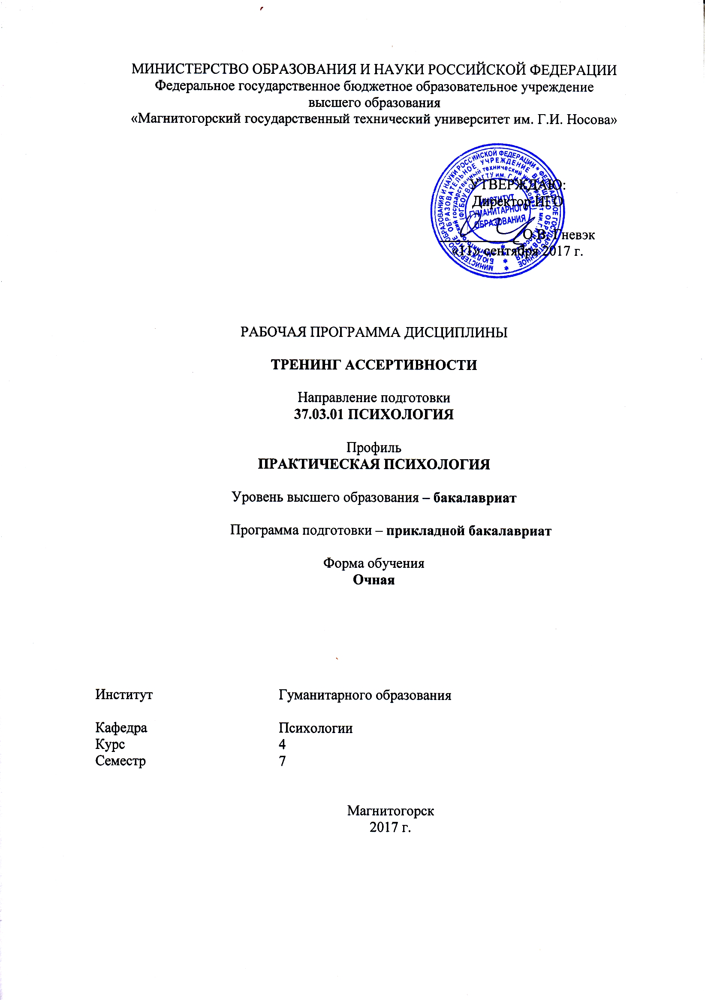 МИНИСТЕРСТВО ОБРАЗОВАНИЯ И НАУКИ РОССИЙСКОЙ ФЕДЕРАЦИИ
Федеральное государственное бюджетное образовательное учреждение
высшего образования
«Магнитогорский государственный технический университет им. Г.И. Носова»
УТВЕРЖДАЮ:
Директор ИГО
О.В. Гневэк
«11» сентября 2017 г.
ИНСТИТУТ
ГУМАНИТАРНОГО
ОБРАЗОВАНИЯ
РАБОЧАЯ ПРОГРАММА ДИСЦИПЛИНЫ
ТРЕНИНГ АССЕРТИВНОСТИ
Направление подготовки
37.03.01 ПСИХОЛОГИЯ
Профиль
ПРАКТИЧЕСКАЯ ПСИХОЛОГИЯ
Уровень высшего образования – бакалавриат
Программа подготовки – прикладной бакалавриат
Форма обучения
Очная
Институт Гуманитарного образования
Кафедра Психологии
Курс 4
Семестр 7
Магнитогорск
2017 г.